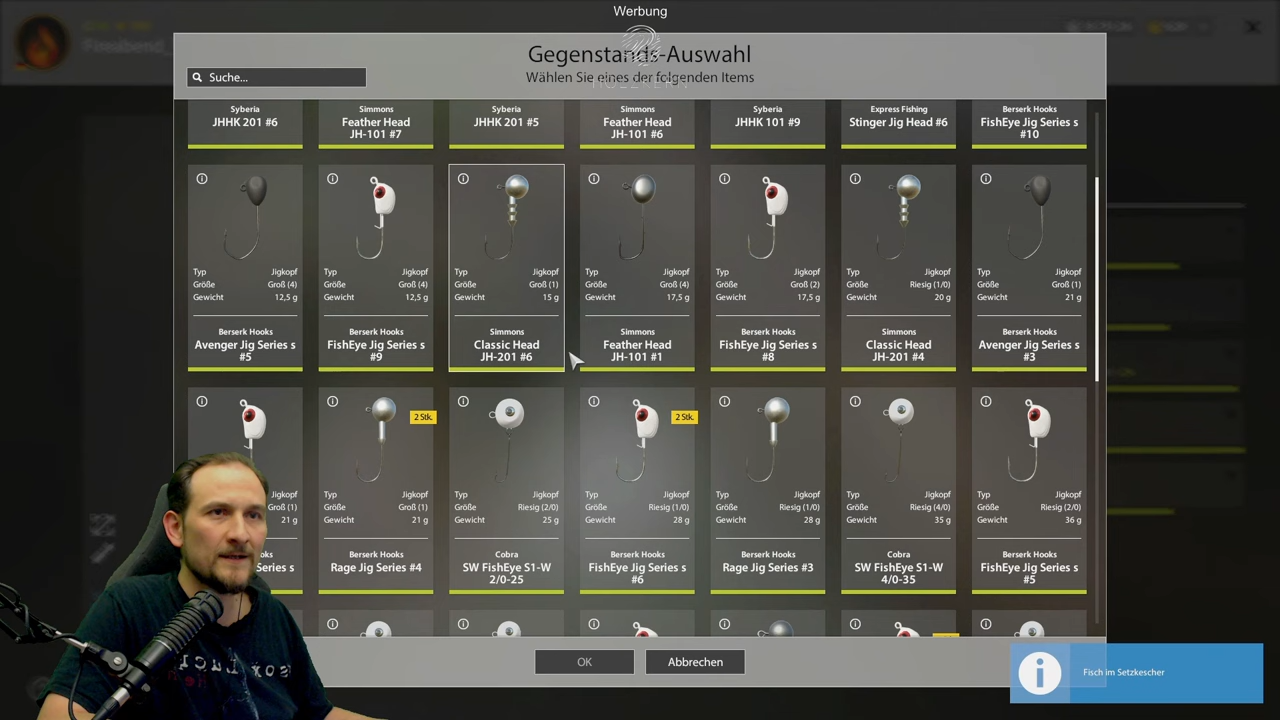 Werbung
Gegenstands-Auswahl
Wählen Sie eines der folgenden Items
Suche...
Syberia
JHHK 201 #6
Simmons
Feather Head
JH-101 #7
Syberia
JHHK 201 #5
Simmons
Feather Head
JH-101 #6
Syberia
JHHK 101 #9
Express Fishing
Stinger Jig Head #6
Berserk Hooks
FishEye Jig Series s
#10
Typ Jigkopf
Größe Groß (4)
Gewicht 12,5 g
Berserk Hooks
Avenger Jig Series s
#5
Typ Jigkopf
Größe Groß (4)
Gewicht 12,5 g
Berserk Hooks
FishEye Jig Series s
#9
Typ Jigkopf
Größe Groß (1)
Gewicht 15 g
Simmons
Classic Head
JH-201 #6
Typ Jigkopf
Größe Groß (4)
Gewicht 17,5 g
Simmons
Feather Head
JH-101 #1
Typ Jigkopf
Größe Groß (2)
Gewicht 17,5 g
Berserk Hooks
FishEye Jig Series s
#8
Typ Jigkopf
Größe Riesig (1/0)
Gewicht 20 g
Simmons
Classic Head
JH-201 #4
Typ Jigkopf
Größe Groß (1)
Gewicht 21 g
Berserk Hooks
Avenger Jig Series s
#3
Typ Jigkopf
Groß (1)
21 g
Series s
2 Stk.
Typ Jigkopf
Größe Groß (1)
Gewicht 21 g
Berserk Hooks
Rage Jig Series #4
Typ Jigkopf
Größe Riesig (2/0)
Gewicht 25 g
Cobra
SW FishEye S1-W
2/0-25
2 Stk.
Typ Jigkopf
Größe Riesig (1/0)
Gewicht 28 g
Berserk Hooks
FishEye Jig Series s
#6
Typ Jigkopf
Größe Riesig (1/0)
Gewicht 28 g
Berserk Hooks
Rage Jig Series #3
Typ Jigkopf
Größe Riesig (4/0)
Gewicht 35 g
Cobra
SW FishEye S1-W
4/0-35
Typ Jigkopf
Größe Riesig (2/0)
Gewicht 36 g
Berserk Hooks
FishEye Jig Series s
#5
OK
Abbrechen
Fisch im Setzkescher